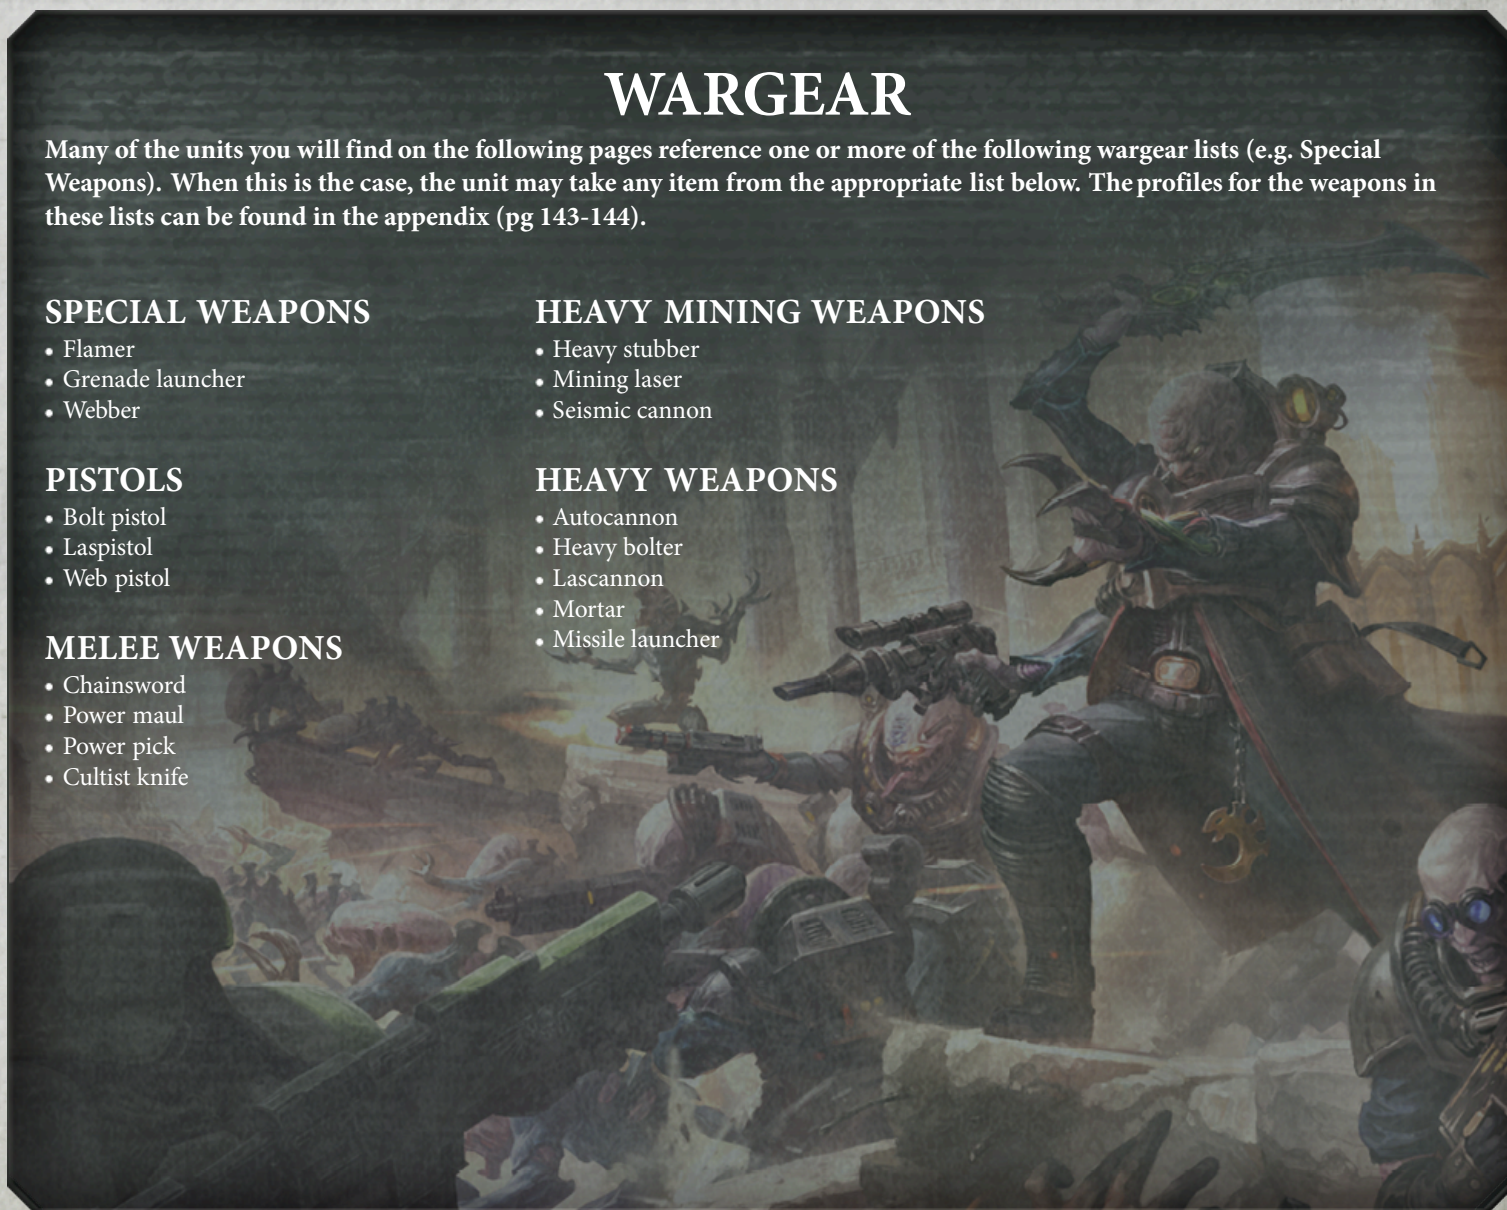 WARGEAR
Many of the units you will find on the following pages reference one or more of the following wargear lists (e.g. Special
Weapons). When this is the case, the unit may take any item from the appropriate list below. The profiles for the weapons in
these lists can be found in the appendix (pg 143-144).
SPECIAL WEAPONS
• Flamer
• Grenade launcher
• Webber
PISTOLS
• Bolt pistol
• Laspistol
• Web pistol
MELEE WEAPONS
• Chainsword
• Power maul
• Power pick
• Cultist knife
HEAVY MINING WEAPONS
• Heavy stubber
• Mining laser
• Seismic cannon
HEAVY WEAPONS
• Autocannon
• Heavy bolter
• Lascannon
• Mortar
• Missile launcher